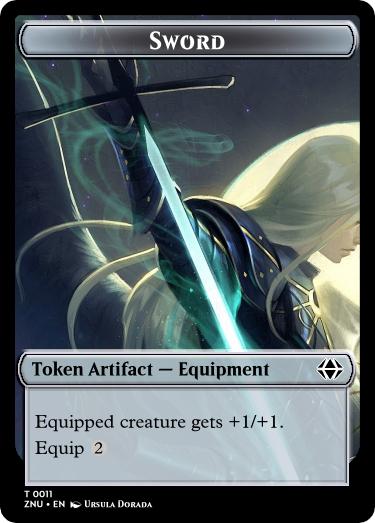 Sword
Token Artifact — Equipment
Equipped creature gets +1/+1.
Equip 2
T 0011
ZNU • EN Ursula Dorada